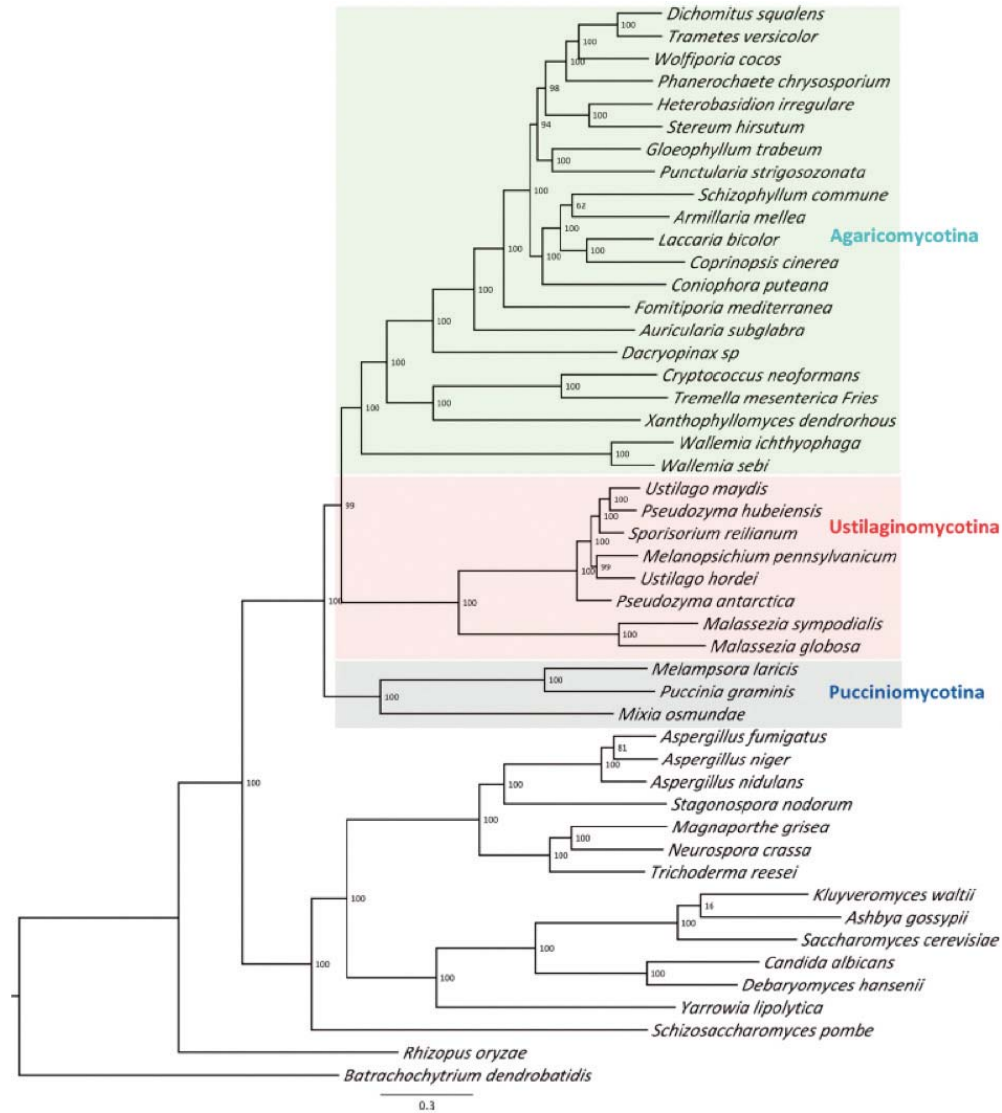 Dichomitus squalens
100
Trametes versicolor
100
Wolfiporia cocos
100
Phanerochaete chrysosporium
98
Heterobasidion irregulare
100
Stereum hirsutum
94
Gloeophyllum trabeum
100
Punctularia strigosozonata
100
Schizophyllum commune
62
Armillaria mellea
100
Laccaria bicolor
Agaricomycotina
100
100
100
Coprinopsis cinerea
Coniophora puteana
100
Fomitiporia mediterranea
Auricularia subglabra
100
Dacryopinax sp
100
Cryptococcus neoformans
100
Tremella mesenterica Fries
100
100
Xanthophyllomyces dendrorhous
Wallemia ichthyophaga
100
Wallemia sebi
Ustilago maydis
100
99
Pseudozyma hubeiensis
100
Sporisorium reilianum
Ustilaginomycotina
100
Melanopsichium pennsylvanicum
100
99
Ustilago hordei
Pseudozyma antarctica
100
100
Malassezia sympodialis
100
Malassezia globosa
Melampsora laricis
100
Puccinia graminis
Pucciniomycotina
100
Mixia osmundae
Aspergillus fumigatus
81
Aspergillus niger
100
Aspergillus nidulans
100
Stagonospora nodorum
100
Magnaporthe grisea
100
Neurospora crassa
100
Trichoderma reesei
Kluyveromyces waltii
100
16
Ashbya gossypii
100
Saccharomyces cerevisiae
100
Candida albicans
100
100
100
Debaryomyces hansenii
Yarrowia lipolytica
Schizosaccharomyces pombe
Rhizopus oryzae
Batrachochytrium dendrobatidis
0.3